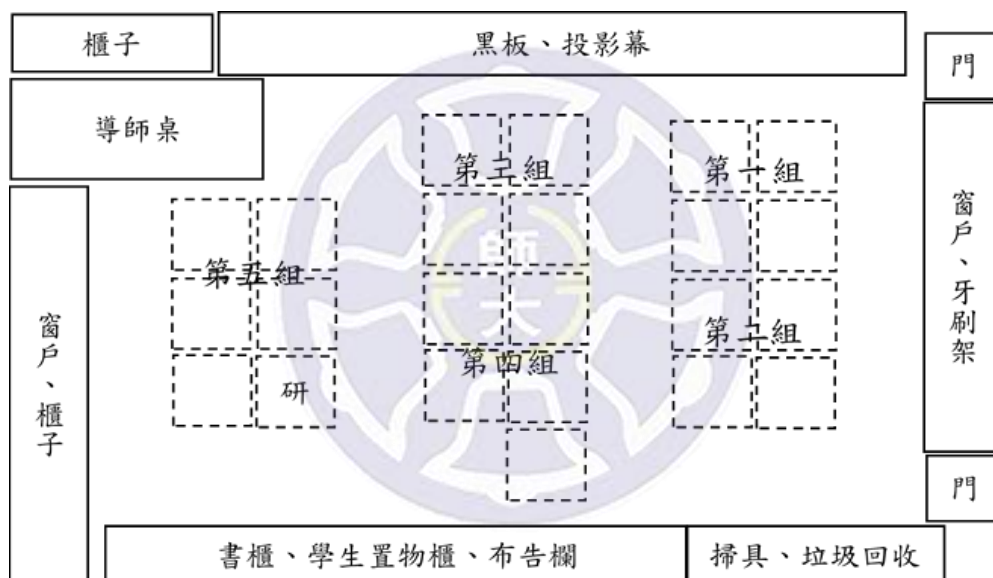 櫃子
黑板、投影幕
門
導師桌
第三組
第一組
窗戶、牙刷架
師大
第五組
第二組
窗戶、櫃子
第四組
研
門
書櫃、學生置物櫃、布告欄
掃具、垃圾回收